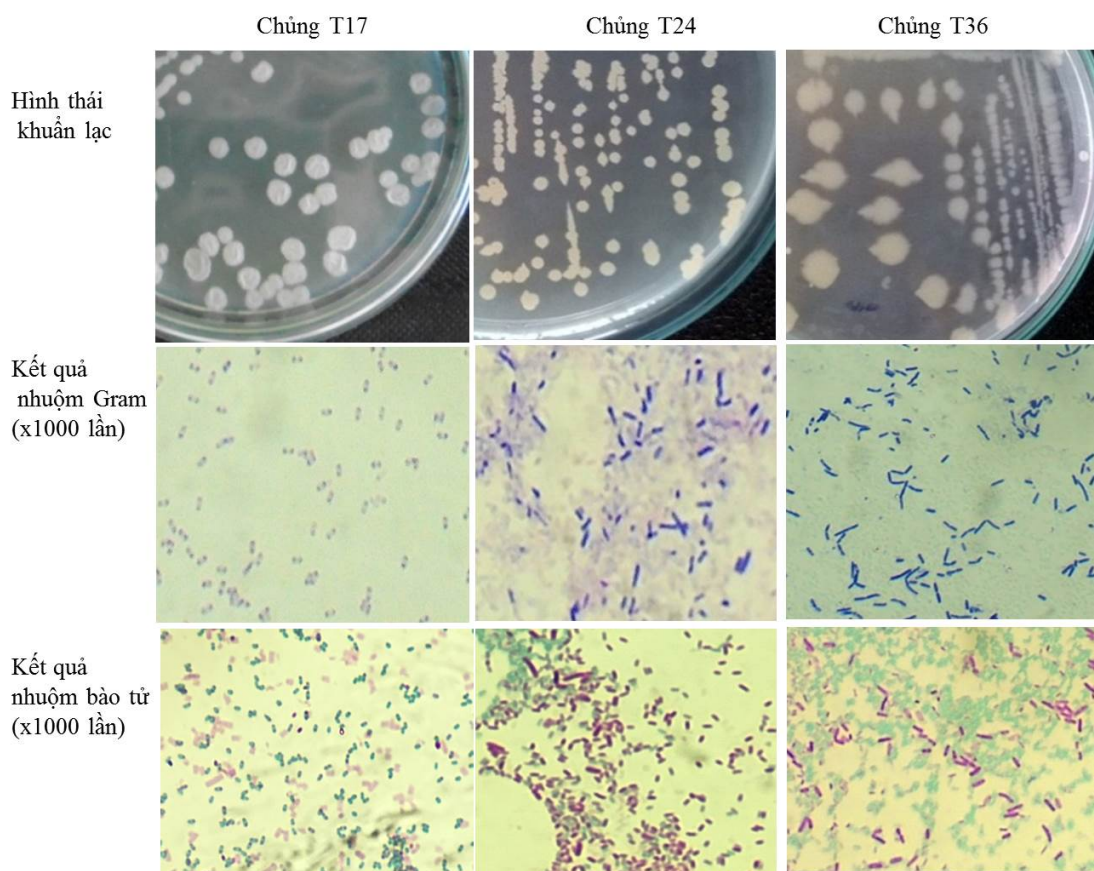 Chủng T17
Chủng T24
Chủng T36
Hình thái
khuẩn lạc
Kết quả
nhuộm Gram
(x1000 lần)
Kết quả
nhuộm bào tử
(x1000 lần)